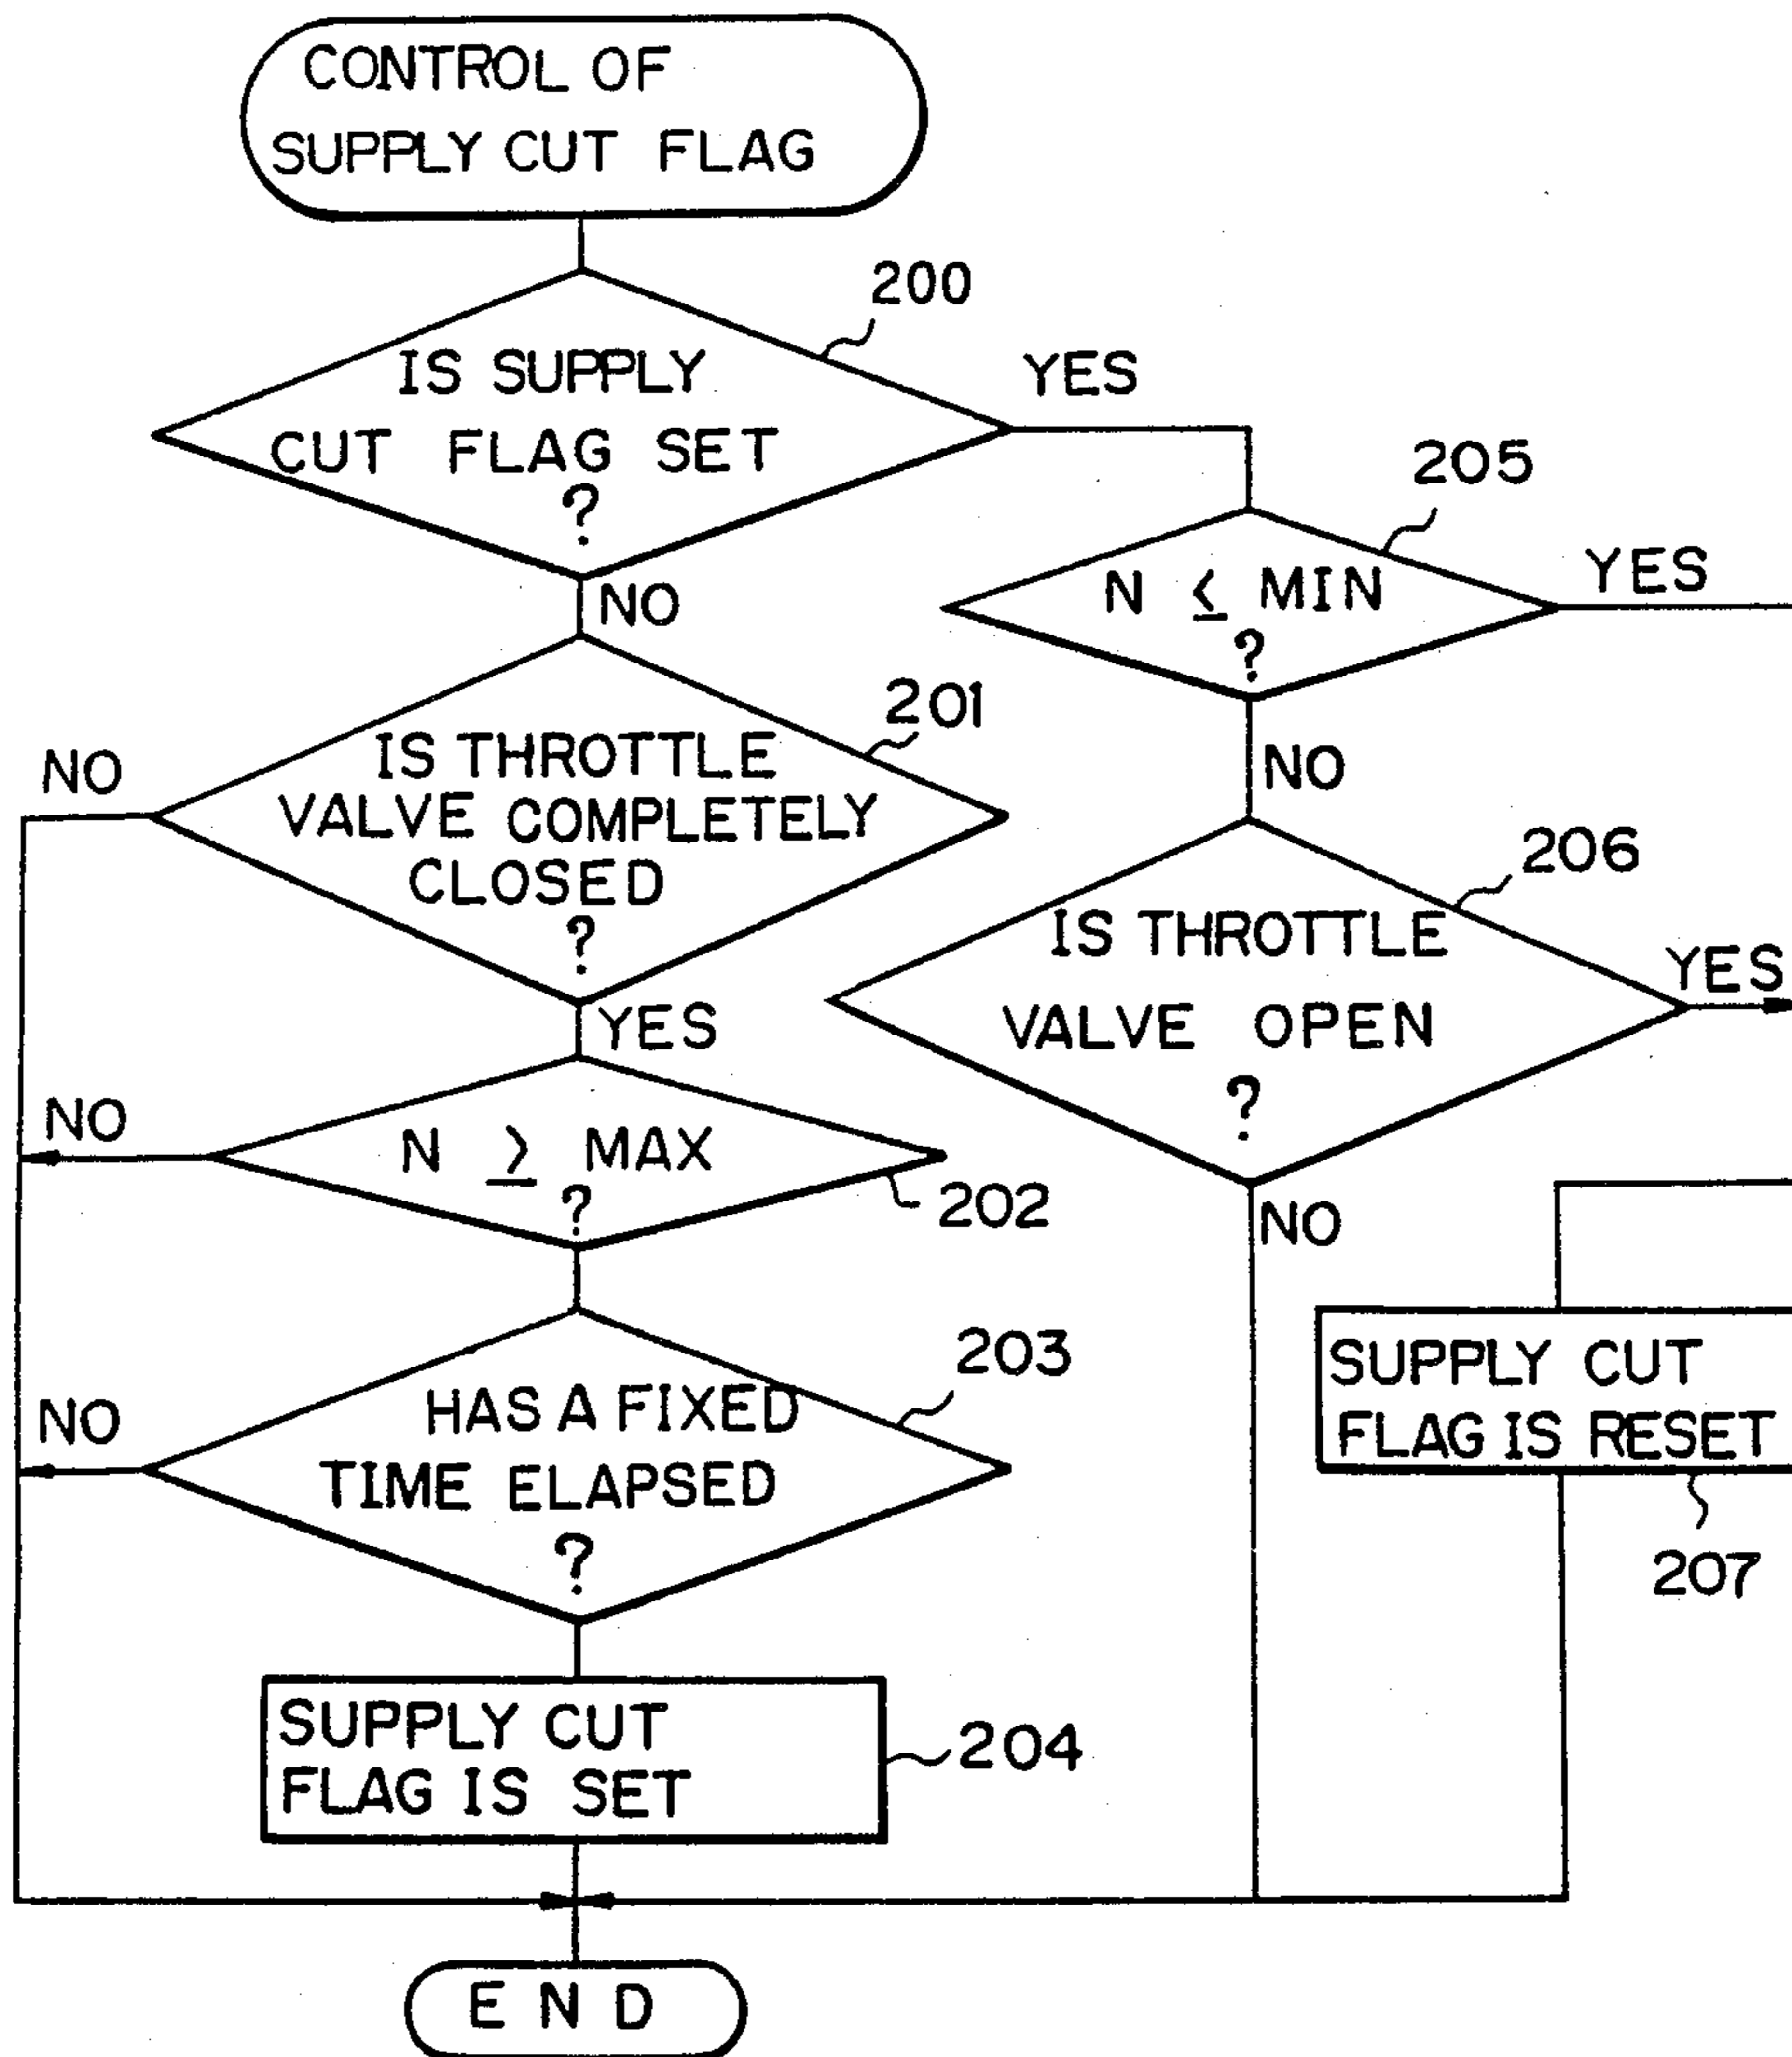 CONTROL OF
SUPPLY CUT FLAG
200
IS SUPPLY
CUT FLAG SET
?
YES
NO
205
N ≤ MIN
?
YES
NO
201
IS THROTTLE
VALVE COMPLETELY
CLOSED
?
NO
YES
206
IS THROTTLE
VALVE OPEN
?
YES
NO
N ≥ MAX
?
NO
202
203
HAS A FIXED
TIME ELAPSED
?
NO
SUPPLY CUT
FLAG IS RESET
207
SUPPLY CUT
FLAG IS SET
204
END